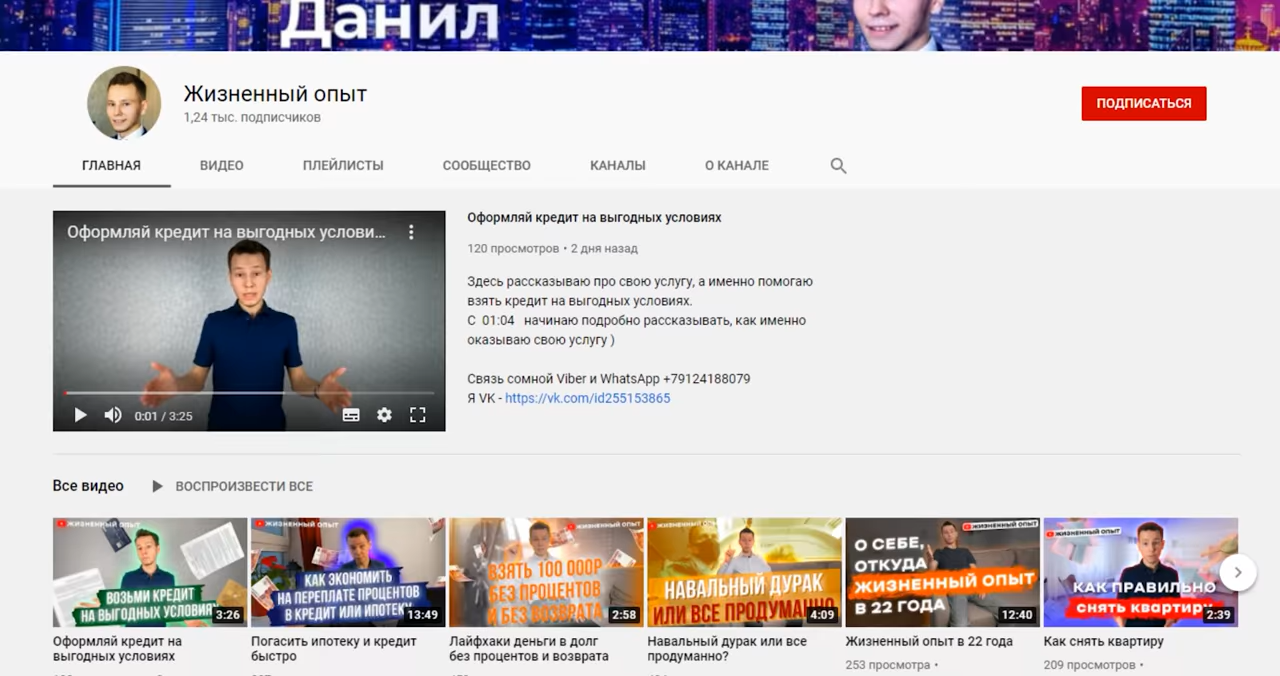 Данил
Жизненный опыт
1,24 тыс. подписчиков
ПОДПИСАТЬСЯ
ГЛАВНАЯ ВИДЕО ПЛЕЙЛИСТЫ СООБЩЕСТВО КАНАЛЫ О КАНАЛЕ
Оформляй кредит на выгодных услови...
0:01 / 3:25
Оформляй кредит на выгодных условиях
120 просмотров • 2 дня назад
Здесь рассказываю про свою услугу, а именно помогаю
взять кредит на выгодных условиях.
С 01:04 начинаю подробно рассказывать, как именно
оказываю свою услугу )
Связь сомной Viber и WhatsApp +79124188079
Я VK - https://vk.com/id255153865
Все видео ВОСПРОИЗВЕСТИ ВСЕ
ЖИЗНЕННЫЙ ОПЫТ
ВОЗЬМИ КРЕДИТ
НА ВЫГОДНЫХ УСЛОВИЯХ
3:26
Оформляй кредит на
выгодных условиях
ЖИЗНЕННЫЙ ОПЫТ
КАК ЭКОНОМИТЬ
НА ПЕРЕПЛАТЕ ПРОЦЕНТОВ
В КРЕДИТ ИЛИ ИПОТЕКУ
13:49
Погасить ипотеку и кредит
быстро
ЖИЗНЕННЫЙ ОПЫТ
ВЗЯТЬ 100 000Р
БЕЗ ПРОЦЕНТОВ
И БЕЗ ВОЗВРАТА
2:58
Лайфхаки деньги в долг
без процентов и возврата
ЖИЗНЕННЫЙ ОПЫТ
НАВАЛЬНЫЙ ДУРАК
ИЛИ ВСЕ ПРОДУМАННО
4:09
Навальный дурак или все
продуманно?
ЖИЗНЕННЫЙ ОПЫТ
О СЕБЕ,
ОТКУДА
ЖИЗНЕННЫЙ ОПЫТ
В 22 ГОДА
12:40
Жизненный опыт в 22 года
253 просмотра •
ЖИЗНЕННЫЙ ОПЫТ
КАК ПРАВИЛЬНО
снять квартиру
2:39
Как снять квартиру
209 просмотров •